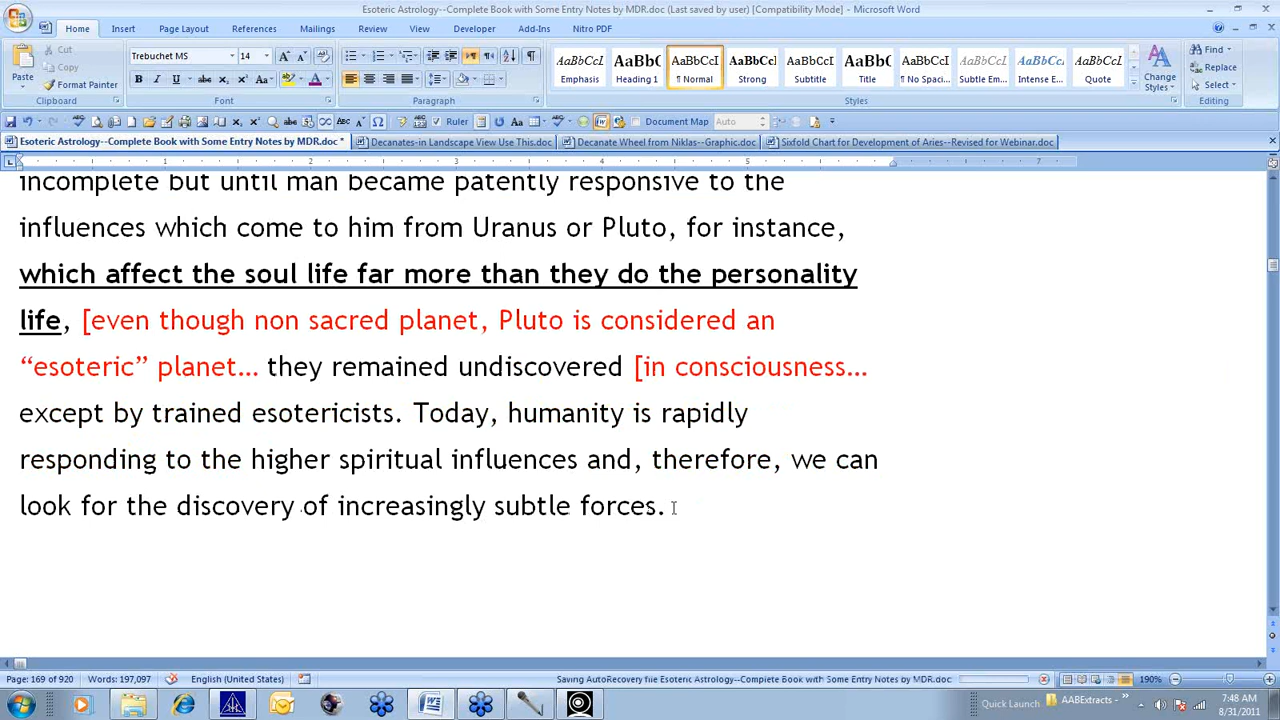 Esoteric Astrology--Complete Book with Some Entry Notes by MDR.doc (Last saved by user) [Compatibility Mode] - Microsoft Word
Home Insert Page Layout References Mailings Review View Developer Add-Ins Nitro PDF
Cut
Copy
Format Painter
Paste
Clipboard
Trebuchet MS 14
Font
Paragraph
AaBbCcI AaBbC AaBbCcI AaBbCc AaBbCcI AaBbC AaBbCcI AaBbCcI AaBbCc AaBbCcI
Emphasis Heading 1 ¶ Normal Strong Subtitle Title ¶ No Spaci... Subtle Em... Intense E... Quote
Styles
Change Styles
Find
Replace
Select
Editing
Ruler Document Map Auto
Esoteric Astrology--Complete Book with Some Entry Notes by MDR.doc * Decanates-in Landscape View Use This.doc Decanate Wheel from Niklas--Graphic.doc Sixfold Chart for Development of Aries--Revised for Webinar.doc
1 2 3 4 5 6 7
incomplete but until man became patently responsive to the
influences which come to him from Uranus or Pluto, for instance,
which affect the soul life far more than they do the personality
life, [even though non sacred planet, Pluto is considered an
“esoteric” planet… they remained undiscovered [in consciousness…
except by trained esotericists. Today, humanity is rapidly
responding to the higher spiritual influences and, therefore, we can
look for the discovery of increasingly subtle forces.
Page: 169 of 920 Words: 197,097 English (United States) Saving AutoRecovery file Esoteric Astrology--Complete Book with Some Entry Notes by MDR.doc: 190%
Quick Launch AABExtracts -- 7:48 AM
8/31/2011